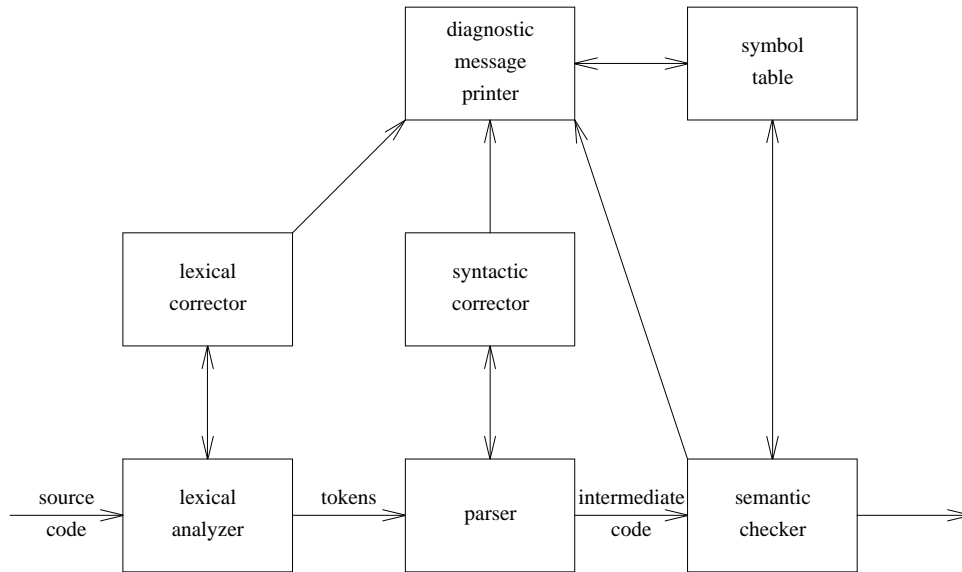 diagnostic
message
printer
symbol
table
lexical
corrector
syntactic
corrector
source
code
lexical
analyzer
tokens
parser
intermediate
code
semantic
checker